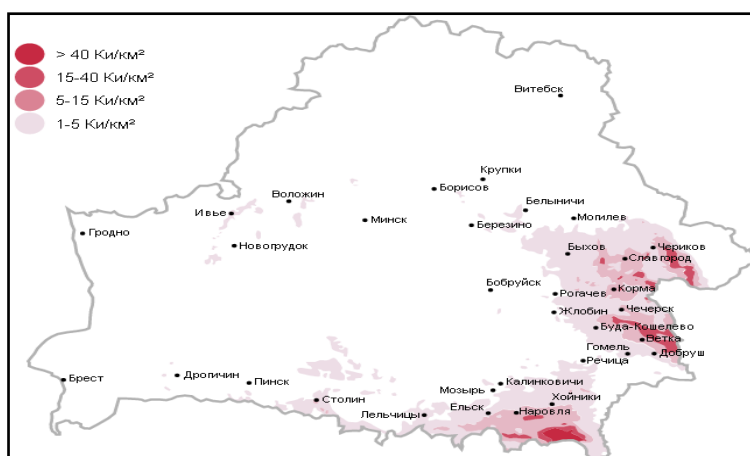 > 40 Ки/км²
15-40 Ки/км²
5-15 Ки/км²
1-5 Ки/км²
Витебск
Крупки
Борисов
Воложин
Белыничи
Ивье
Минск
Березино
Могилев
Гродно
Новогрудок
Быхов
Чериков
Славгород
Бобруйск
Рогачев
Корма
Жлобин
Чечерск
Буда-Кошелево
Ветка
Гомель
Добруш
Речица
Брест
Дрогичин
Пинск
Калинковичи
Мозырь
Столин
Хойники
Лельчицы
Ельск
Наровля